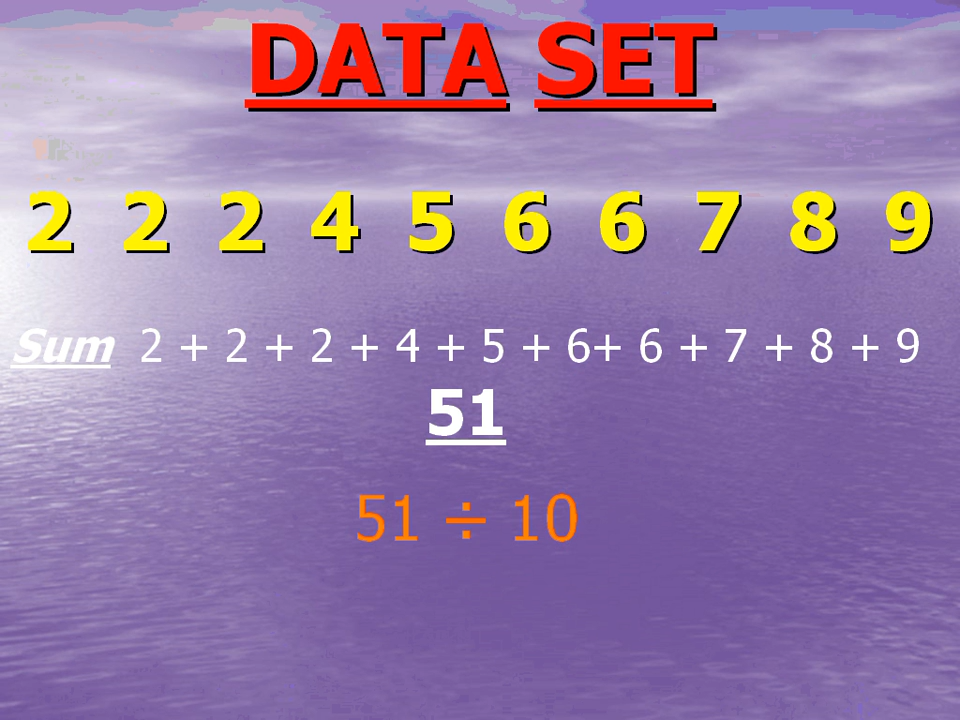 DATA SET
2 2 2 4 5 6 6 7 8 9
Sum 2 + 2 + 2 + 4 + 5 + 6+ 6 + 7 + 8 + 9
51
51 ÷ 10